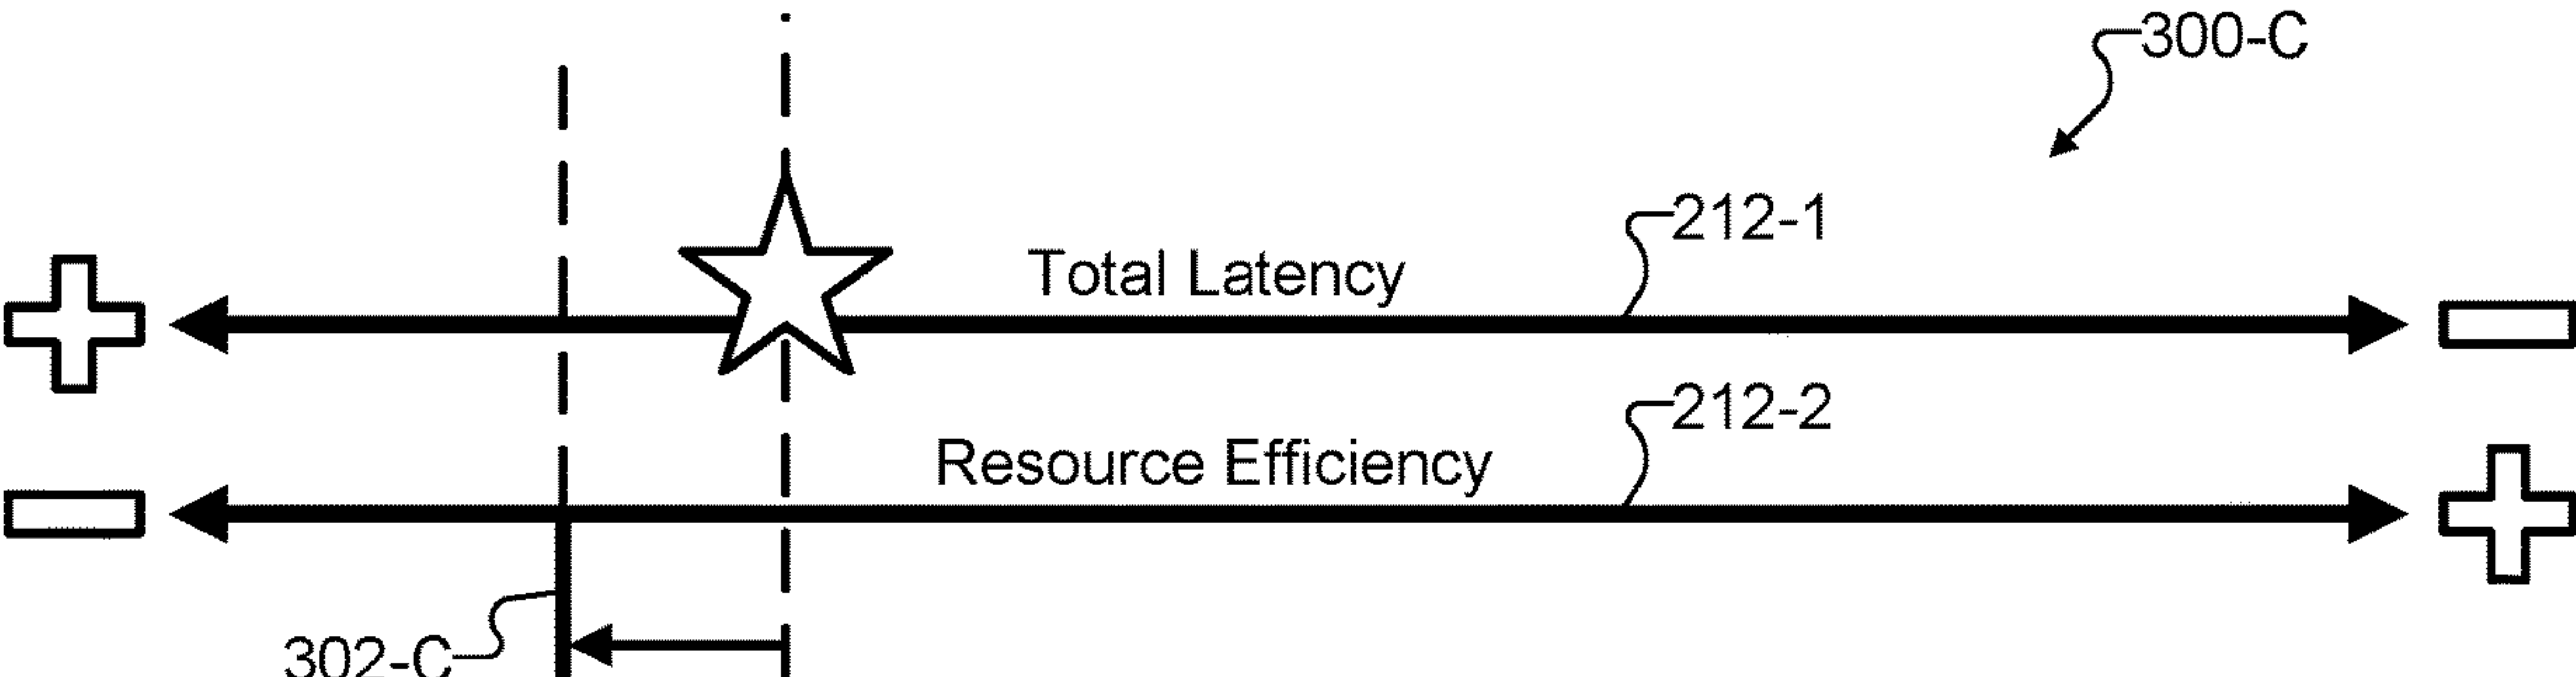 300-C
212-1
Total Latency
212-2
Resource Efficiency
302-C